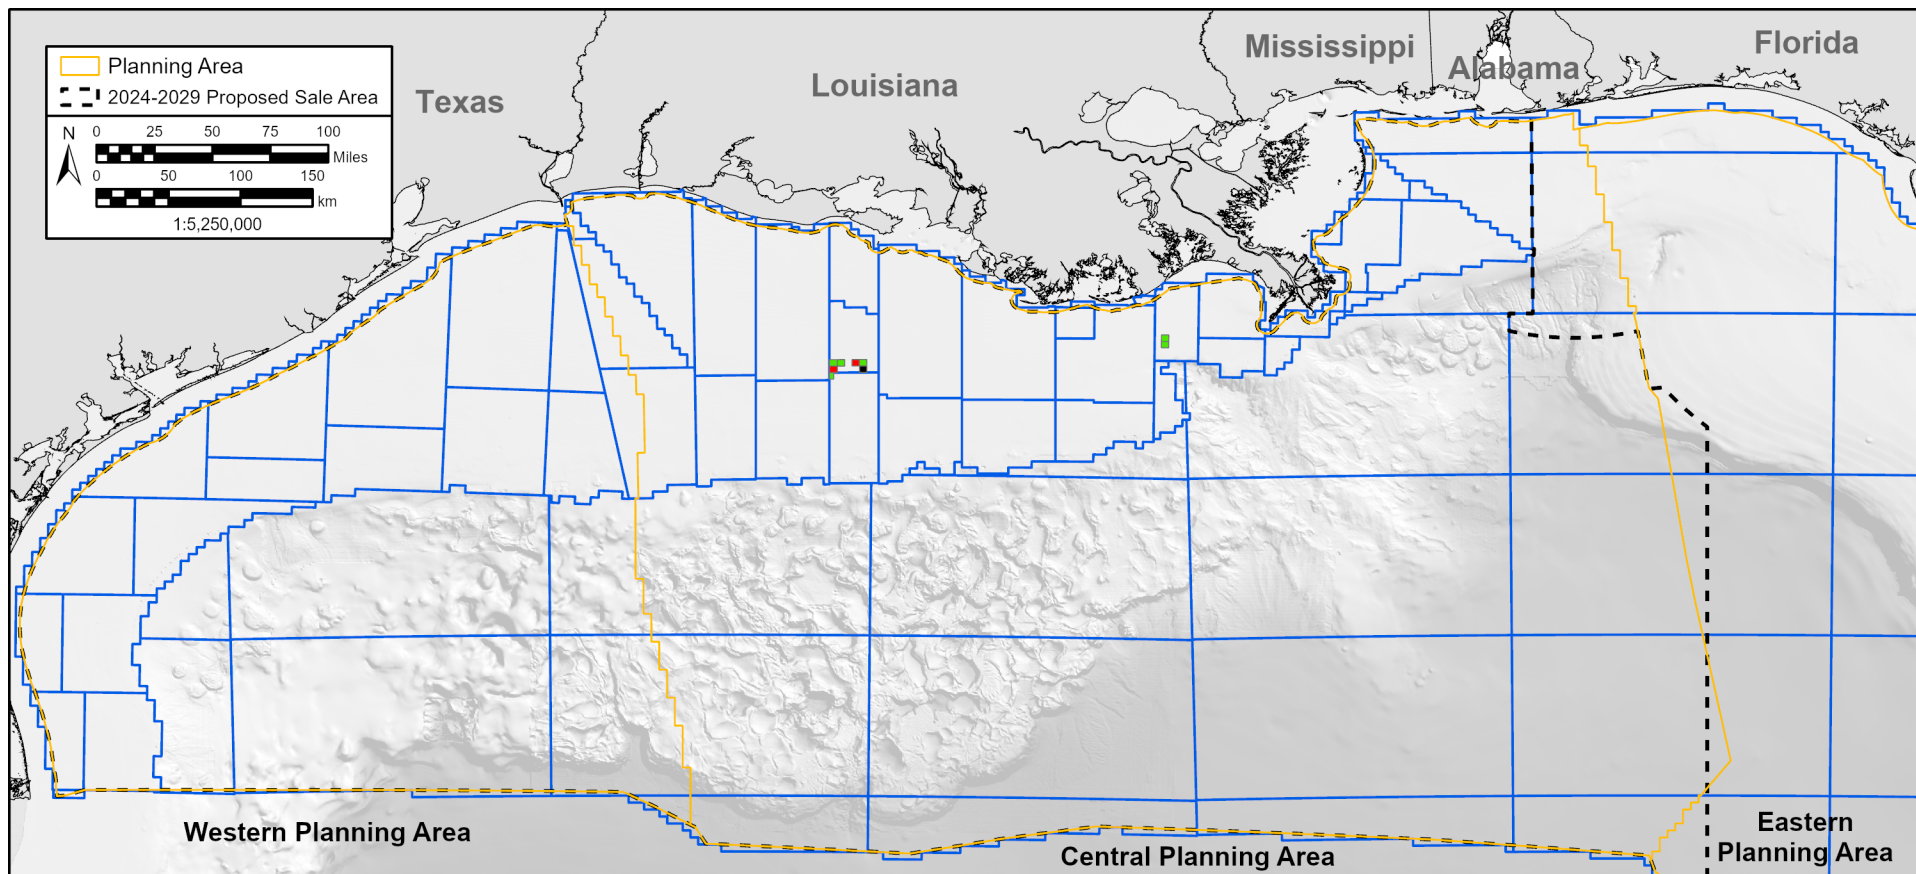 Mississippi
Florida
Alabama
Louisiana
Texas
Planning Area
2024-2029 Proposed Sale Area
N
0 25 50 75 100
Miles
0 50 100 150
km
1:5,250,000
Western Planning Area
Central Planning Area
Eastern
Planning Area